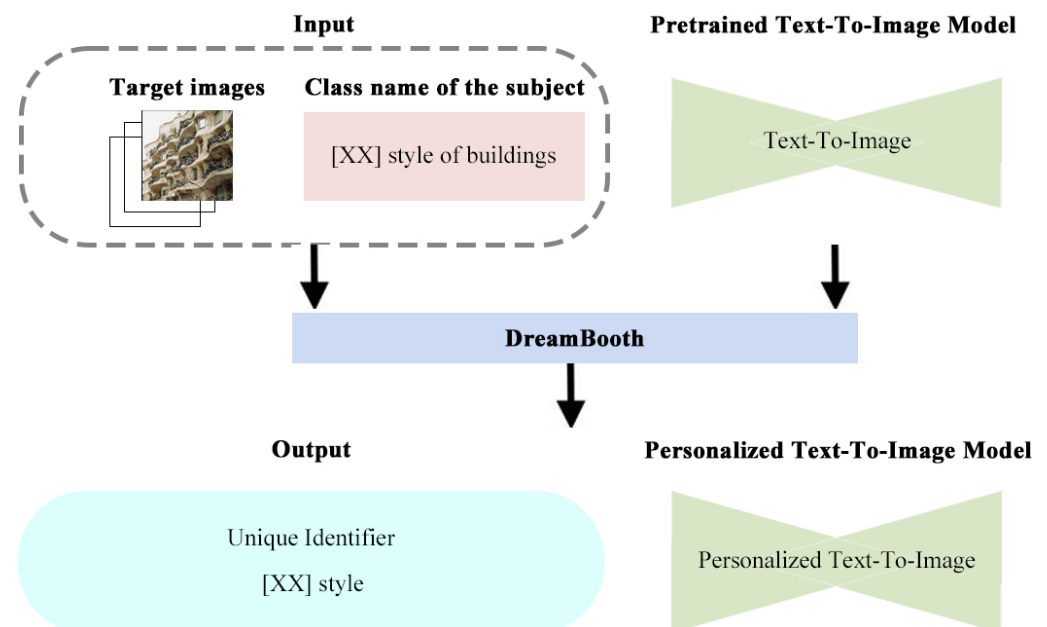 Input
Pretrained Text-To-Image Model
Target images
Class name of the subject
[XX] style of buildings
Text-To-Image
DreamBooth
Output
Personalized Text-To-Image Model
Unique Identifier
[XX] style
Personalized Text-To-Image